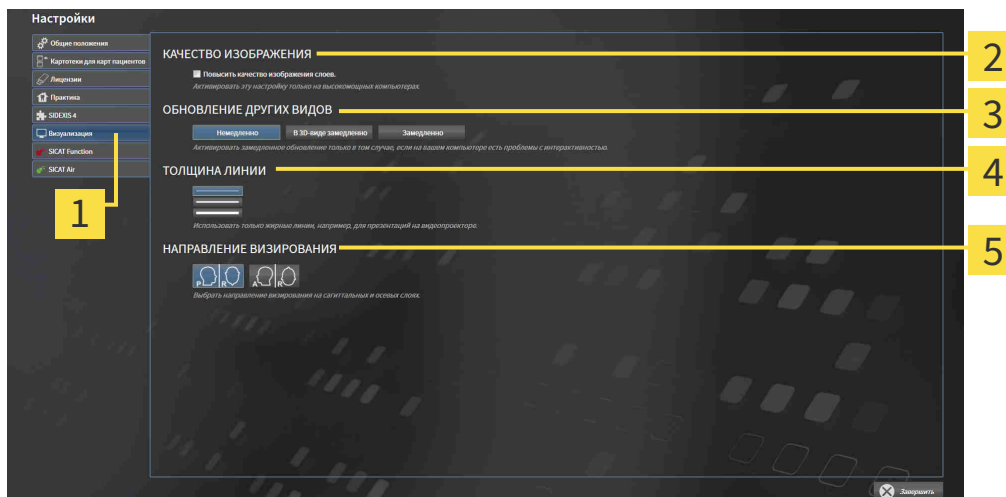 Настройки
Общие положения
Картотеки для карт пациентов
Лицензии
Практика
SIDEXIS 4
Визуализация
SICAT Function
SICAT Air
1
КАЧЕСТВО ИЗОБРАЖЕНИЯ
2
Повысить качество изображения слоев.
Активировать эту настройку только на высокомощных компьютерах.
ОБНОВЛЕНИЕ ДРУГИХ ВИДОВ
3
Немедленно В 3D-виде замедленно Замедленно
Активировать замедленное обновление только в том случае, если на вашем компьютере есть проблемы с интерактивностью.
ТОЛЩИНА ЛИНИИ
4
Использовать только жирные линии, например, для презентаций на видеопроекторе.
НАПРАВЛЕНИЕ ВИЗИРОВАНИЯ
5
P R A R
Выбрать направление визирования на сагиттальных и осевых слоях.
Завершить